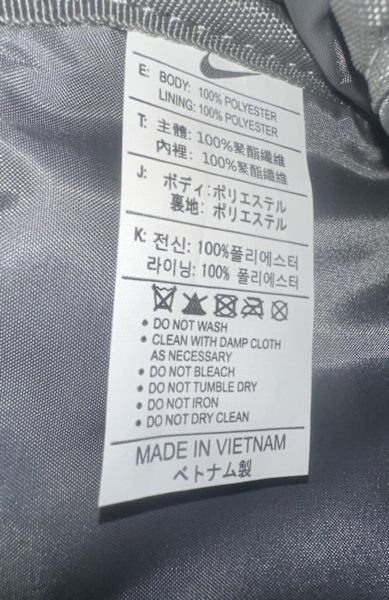 E: BODY: 100% POLYESTER
LINING: 100% POLYESTER
T: 主體: 100%聚酯纖維
內裡: 100%聚酯纖維
J: ボディ:ポリエステル
裏地:ポリエステル
K: 전신: 100%폴리에스터
라이닝: 100% 폴리에스터
• DO NOT WASH
• CLEAN WITH DAMP CLOTH
AS NECESSARY
• DO NOT BLEACH
• DO NOT TUMBLE DRY
• DO NOT IRON
• DO NOT DRY CLEAN
MADE IN VIETNAM
ベトナム製